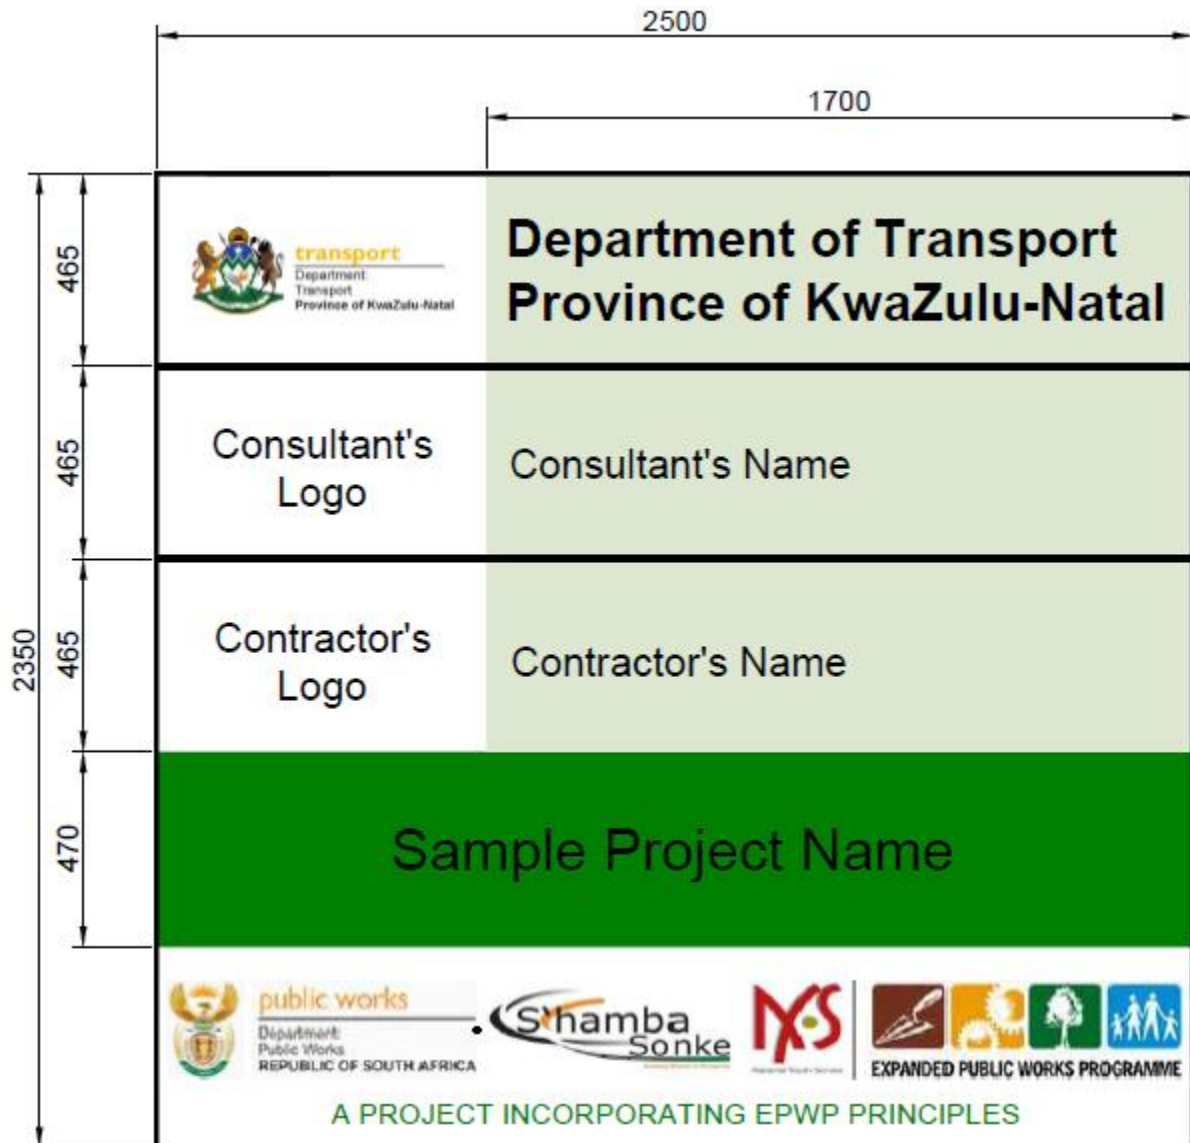 2500
1700
465
transport
Department:
Transport
Province of KwaZulu-Natal
Department of Transport
Province of KwaZulu-Natal
465
Consultant's
Logo
Consultant's Name
2350
465
Contractor's
Logo
Contractor's Name
470
Sample Project Name
public works
Department:
Public Works
REPUBLIC OF SOUTH AFRICA
S'hamba
Sonke
NYS
EXPANDED PUBLIC WORKS PROGRAMME
A PROJECT INCORPORATING EPWP PRINCIPLES